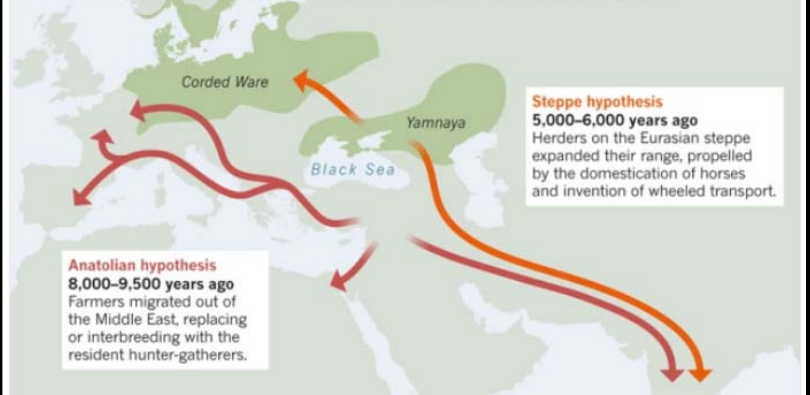 Corded Ware
Yamnaya
Black Sea
Steppe hypothesis
5,000–6,000 years ago
Herders on the Eurasian steppe
expanded their range, propelled
by the domestication of horses
and invention of wheeled transport.
Anatolian hypothesis
8,000–9,500 years ago
Farmers migrated out of
the Middle East, replacing
or interbreeding with the
resident hunter-gatherers.